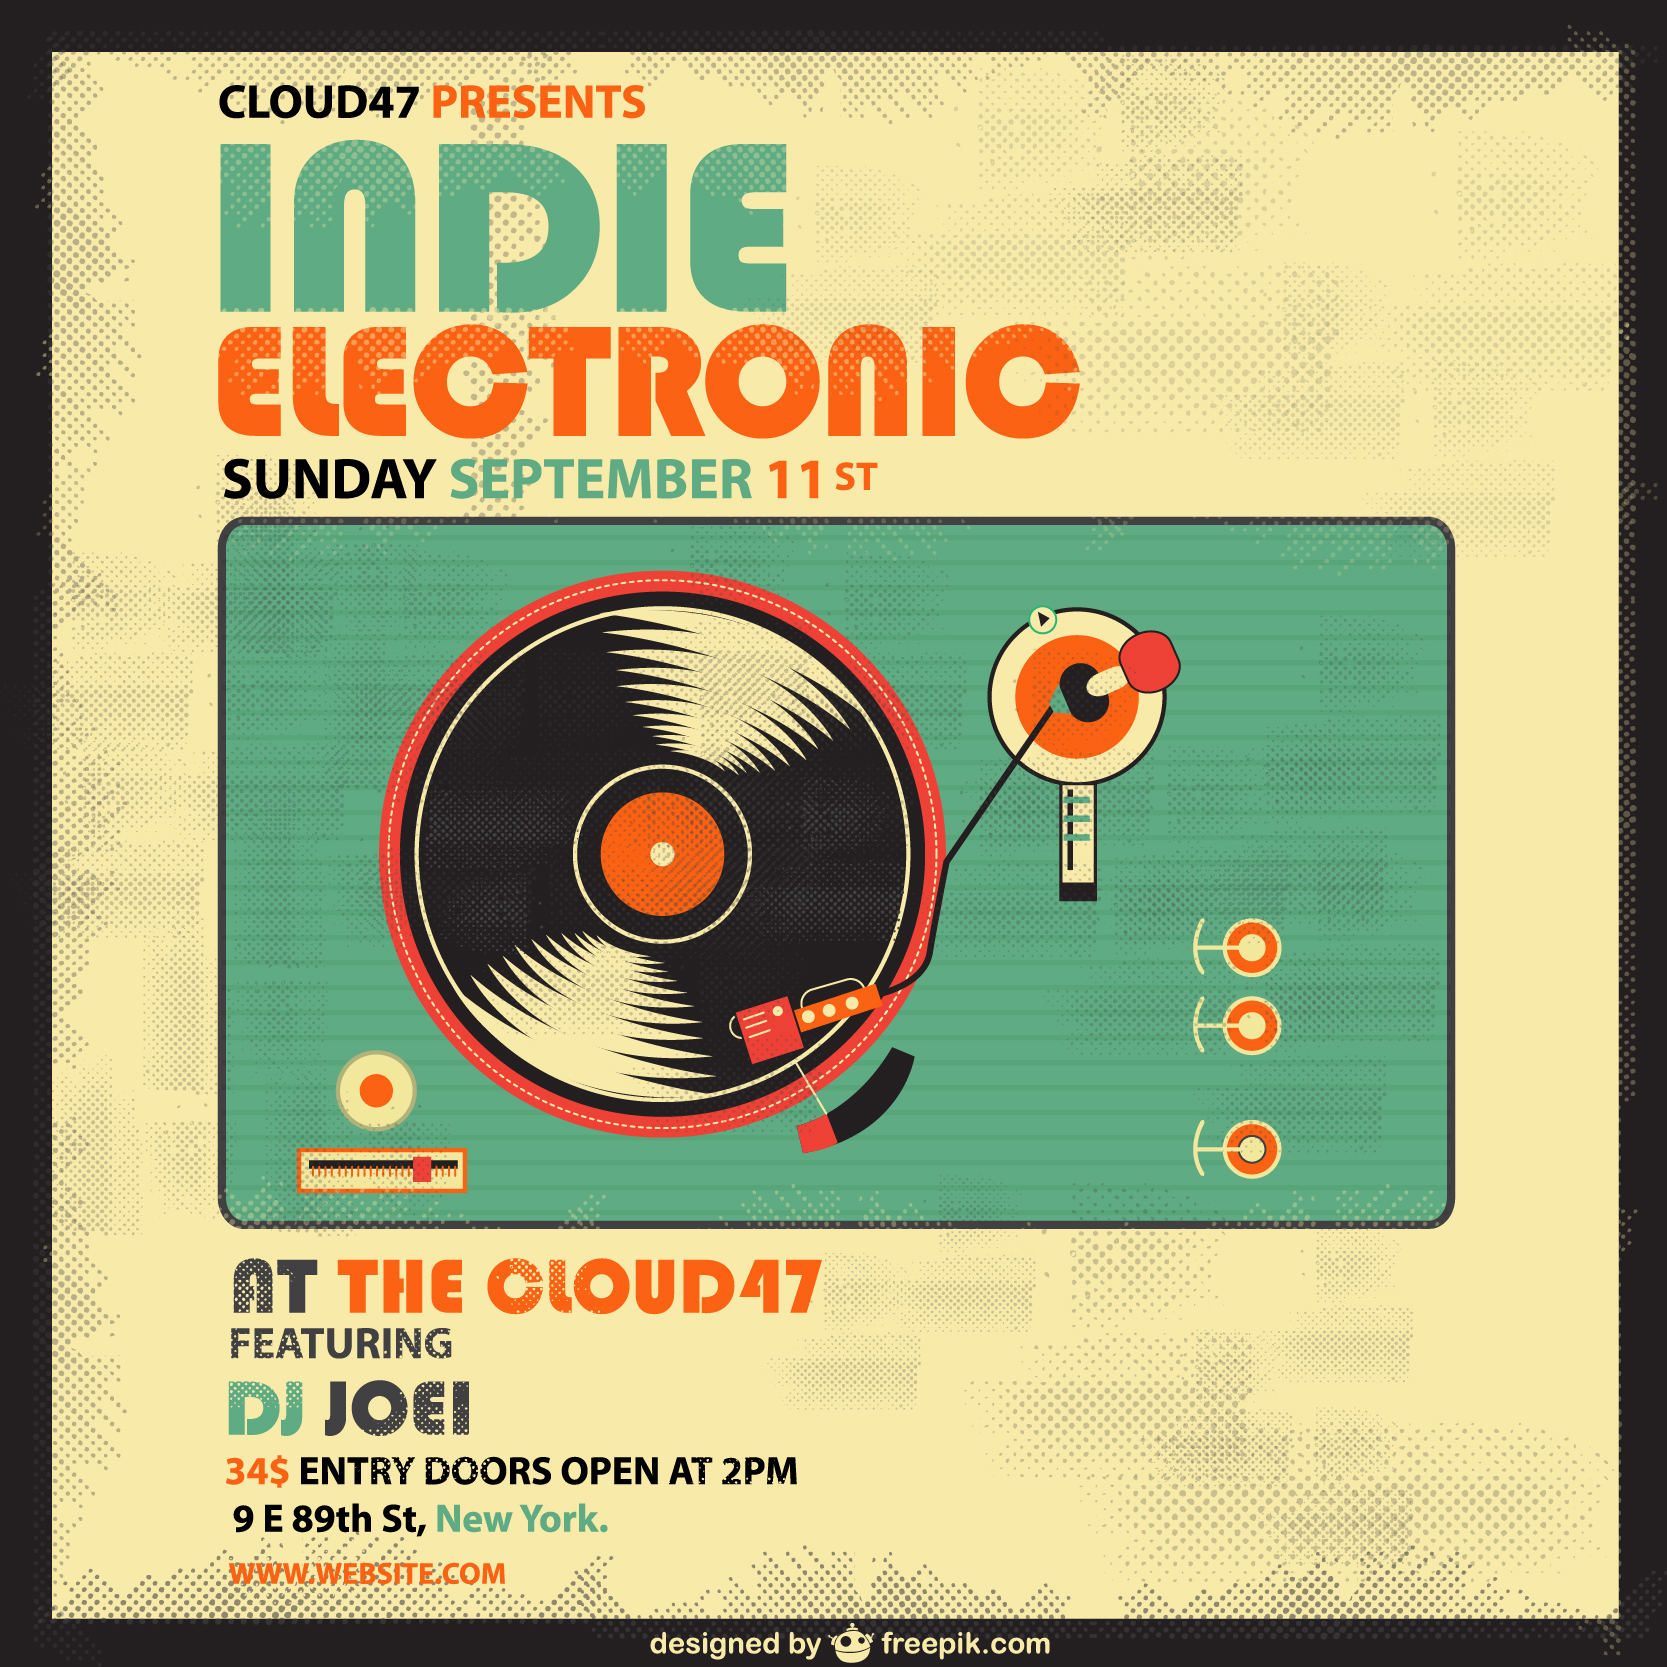 CLOUD47 PRESENTS
INDIE
ELECTRONIC
SUNDAY SEPTEMBER 11 ST
AT THE CLOUD47
FEATURING
DJ JOEI
34$ ENTRY DOORS OPEN AT 2PM
9 E 89th St, New York.
WWW.WEBSITE.COM
designed by freepik.com